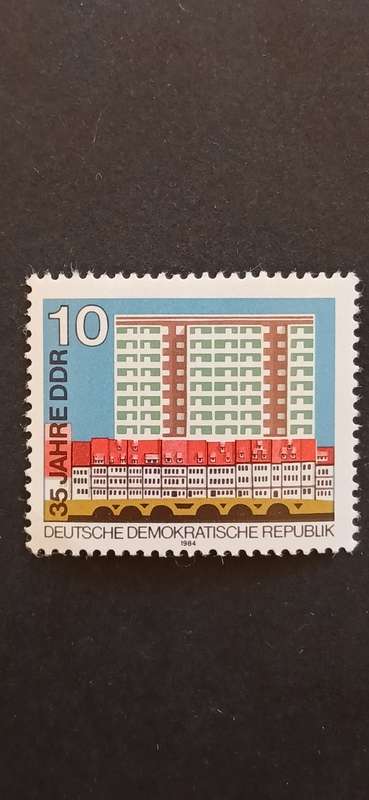 10
35 JAHRE DDR
DEUTSCHE DEMOKRATISCHE REPUBLIK
1984